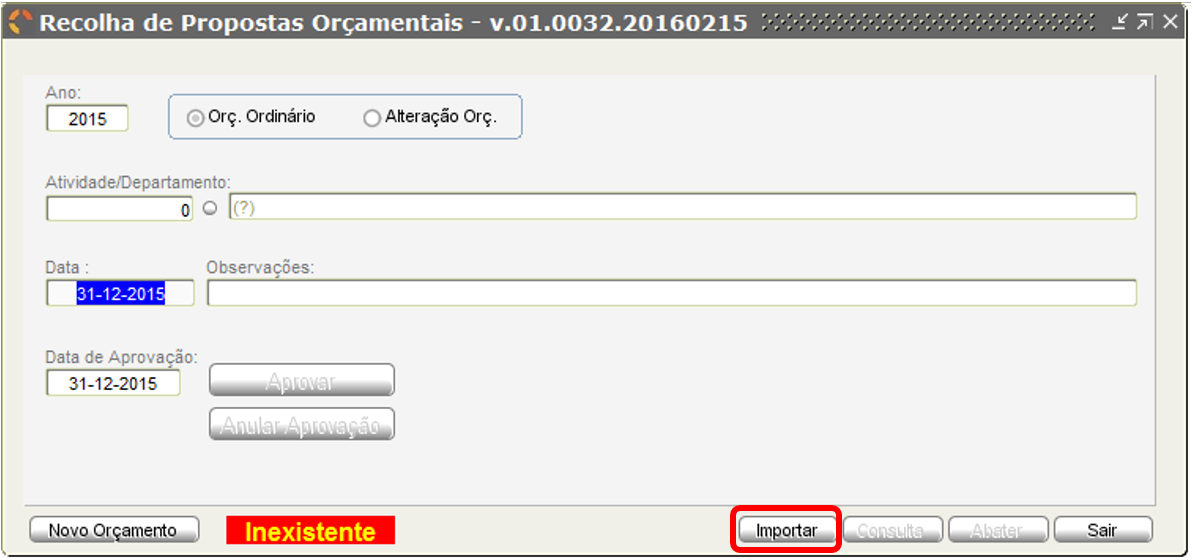 Recolha de Propostas Orçamentais - v.01.0032.20160215
Ano:
2015
Orç. Ordinário
Alteração Orç.
Atividade/Departamento:
0
(?)
Data :
Observações:
31-12-2015
Data de Aprovação:
31-12-2015
Aprovar
Anular Aprovação
Novo Orçamento
Inexistente
Importar
Consulta
Abater
Sair